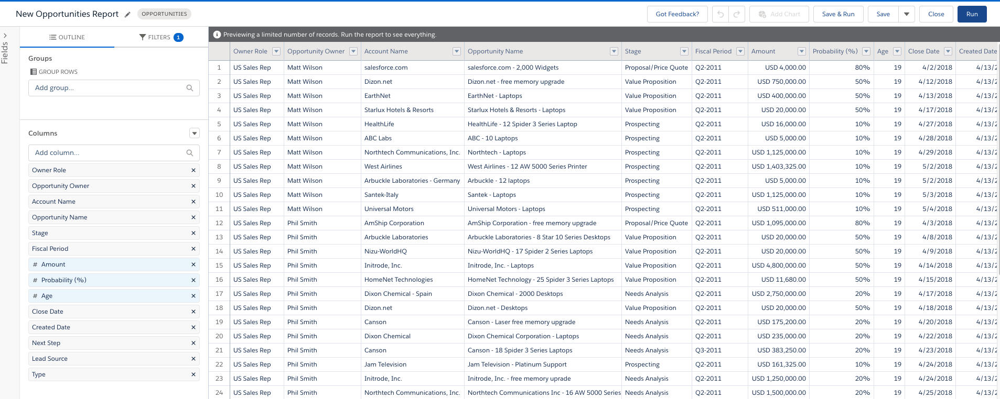 New Opportunities Report OPPORTUNITIES Got Feedback? Add Chart Save & Run Save Close Run
Fields
OUTLINE FILTERS 1
Groups
GROUP ROWS
Add group...
Columns
Add column...
Owner Role
Opportunity Owner
Account Name
Opportunity Name
Stage
Fiscal Period
# Amount
# Probability (%)
# Age
Close Date
Created Date
Next Step
Lead Source
Type
Previewing a limited number of records. Run the report to see everything.
Owner Role Opportunity Owner Account Name Opportunity Name Stage Fiscal Period Amount Probability (%) Age Close Date Created Date
1 US Sales Rep Matt Wilson salesforce.com salesforce.com - 2,000 Widgets Proposal/Price Quote Q2-2011 USD 4,000.00 80% 19 4/2/2018 4/13/2
2 US Sales Rep Matt Wilson Dizon.net Dizon.net - free memory upgrade Value Proposition Q2-2011 USD 750,000.00 50% 19 4/12/2018 4/13/2
3 US Sales Rep Matt Wilson EarthNet EarthNet - Laptops Value Proposition Q2-2011 USD 400,000.00 50% 19 4/13/2018 4/13/2
4 US Sales Rep Matt Wilson Starlux Hotels & Resorts Starlux Hotels & Resorts - Laptops Value Proposition Q2-2011 USD 20,000.00 50% 19 4/17/2018 4/13/2
5 US Sales Rep Matt Wilson HealthLife HealthLife - 12 Spider 3 Series Laptop Prospecting Q2-2011 USD 16,000.00 10% 19 4/27/2018 4/13/2
6 US Sales Rep Matt Wilson ABC Labs ABC - 10 Laptops Prospecting Q2-2011 USD 5,000.00 10% 19 4/28/2018 4/13/2
7 US Sales Rep Matt Wilson Northtech Communications, Inc. Northtech - Laptops Prospecting Q2-2011 USD 1,125,000.00 10% 19 4/29/2018 4/13/2
8 US Sales Rep Matt Wilson West Airlines West Airlines - 12 AW 5000 Series Printer Prospecting Q2-2011 USD 1,403,325.00 10% 19 5/2/2018 4/13/2
9 US Sales Rep Matt Wilson Arbuckle Laboratories - Germany Arbuckle - 12 laptops Prospecting Q2-2011 USD 5,000.00 10% 19 5/2/2018 4/13/2
10 US Sales Rep Matt Wilson Santek-Italy Santek - Laptops Prospecting Q2-2011 USD 1,125,000.00 10% 19 5/3/2018 4/13/2
11 US Sales Rep Matt Wilson Universal Motors Universal Motors - Laptops Prospecting Q2-2011 USD 511,000.00 10% 19 5/4/2018 4/13/2
12 US Sales Rep Phil Smith AmShip Corporation AmShip Corporation - free memory upgrade Proposal/Price Quote Q2-2011 USD 1,095,000.00 80% 19 4/3/2018 4/13/2
13 US Sales Rep Phil Smith Arbuckle Laboratories Arbuckle Laboratories - 8 Star 10 Series Desktops Value Proposition Q2-2011 USD 20,000.00 50% 19 4/8/2018 4/13/2
14 US Sales Rep Phil Smith Nizu-WorldHQ Nizu-WorldHQ - 17 Spider 2 Series Laptops Value Proposition Q2-2011 USD 20,000.00 50% 19 4/9/2018 4/13/2
15 US Sales Rep Phil Smith Initrode, Inc. Initrode, Inc. - Laptops Value Proposition Q2-2011 USD 4,800,000.00 50% 19 4/14/2018 4/13/2
16 US Sales Rep Phil Smith HomeNet Technologies HomeNet Technology - 25 Spider 3 Series Laptops Value Proposition Q2-2011 USD 11,680.00 50% 19 4/15/2018 4/13/2
17 US Sales Rep Phil Smith Dixon Chemical - Spain Dixon Chemical - 2000 Desktops Needs Analysis Q2-2011 USD 2,750,000.00 20% 19 4/17/2018 4/13/2
18 US Sales Rep Phil Smith Dizon.net Dizon.net - Desktops Value Proposition Q2-2011 USD 20,000.00 50% 19 4/18/2018 4/13/2
19 US Sales Rep Phil Smith Canson Canson - Laser free memory upgrade Needs Analysis Q2-2011 USD 175,200.00 20% 19 4/20/2018 4/13/2
20 US Sales Rep Phil Smith Dixon Chemical Dixon Chemical Corporation - Laptops Needs Analysis Q2-2011 USD 235,000.00 20% 19 4/22/2018 4/13/2
21 US Sales Rep Phil Smith Canson Canson - 18 Spider 3 Series Laptops Needs Analysis Q3-2011 USD 383,250.00 20% 19 4/23/2018 4/13/2
22 US Sales Rep Phil Smith Jam Television Jam Television - Platinum Support Prospecting Q2-2011 USD 161,325.00 10% 19 4/24/2018 4/13/2
23 US Sales Rep Phil Smith Initrode, Inc. Initrode, Inc. - free memory uprade Needs Analysis Q2-2011 USD 1,250,000.00 20% 19 4/24/2018 4/13/2
24 US Sales Rep Phil Smith Northtech Communications, Inc. Northtech Communications Inc - 16 AW 5000 Series Needs Analysis Q2-2011 USD 1,500,000.00 20% 19 4/25/2018 4/13/2